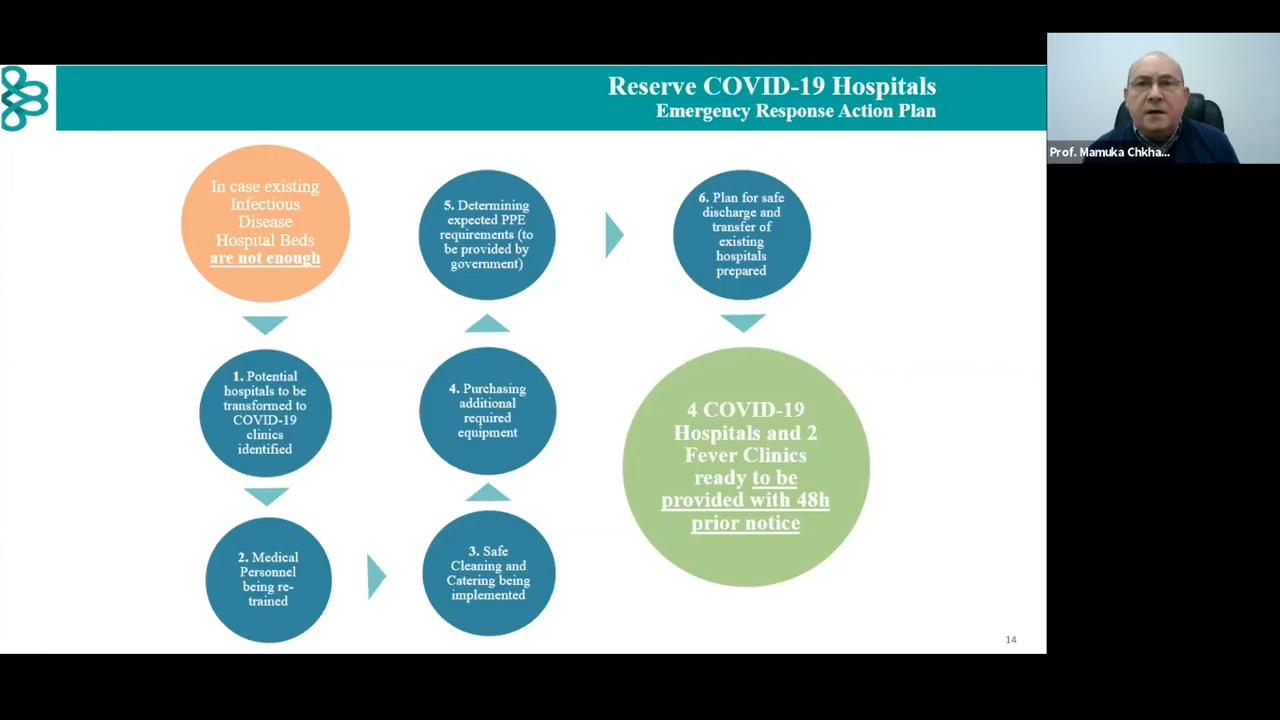 Reserve COVID-19 Hospitals
Emergency Response Action Plan
Prof. Mamuka Chkha...
In case existing
Infectious
Disease
Hospital Beds
are not enough
1. Potential
hospitals to be
transformed to
COVID-19
clinics
identified
2. Medical
Personnel
being re-
trained
3. Safe
Cleaning and
Catering being
implemented
4. Purchasing
additional
required
equipment
5. Determining
expected PPE
requirements (to
be provided by
government)
6. Plan for safe
discharge and
transfer of
existing
hospitals
prepared
4 COVID-19
Hospitals and 2
Fever Clinics
ready to be
provided with 48h
prior notice
14